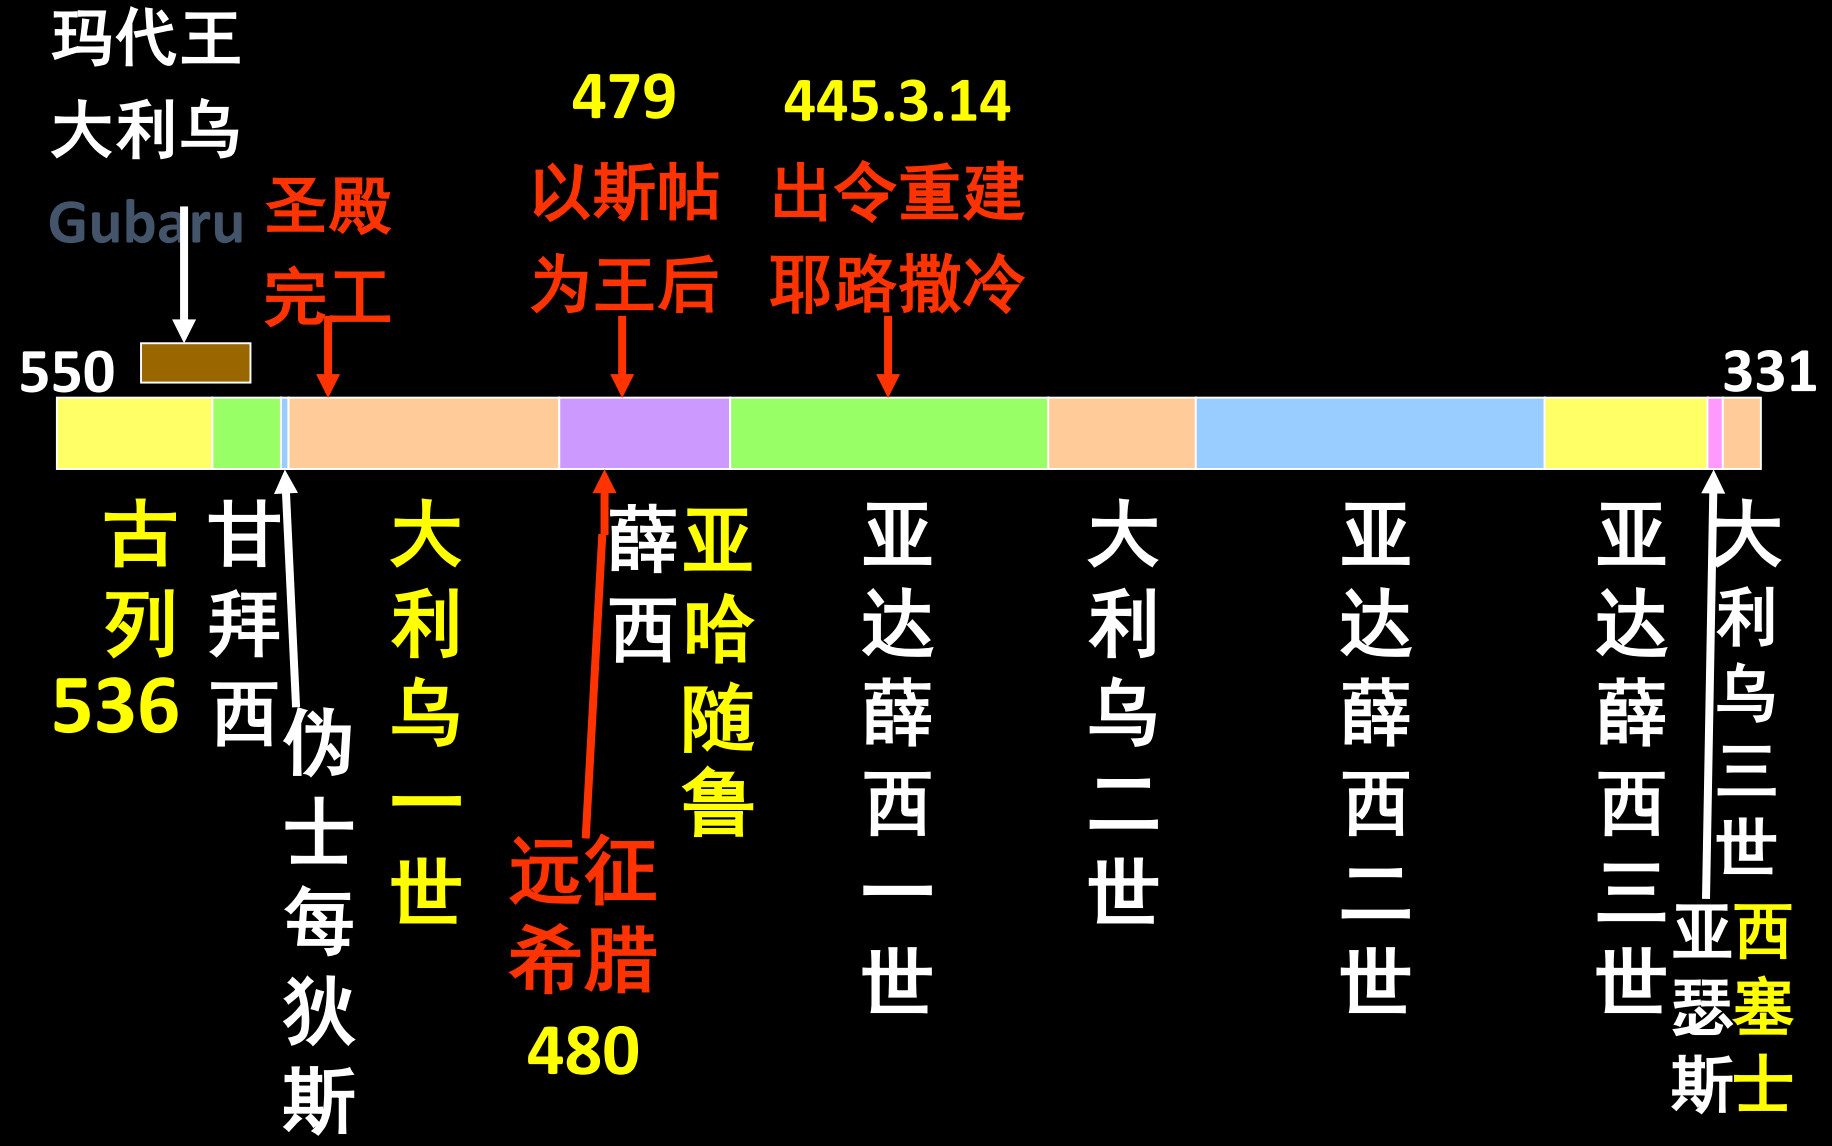 玛代王
大利乌
Gubaru
圣殿
完工
479
以斯帖
为王后
445.3.14
出令重建
耶路撒冷
550
331
古列
536
甘拜西
伪士每狄斯
大利乌一世
远征
希腊
480
薛西
亚哈随鲁
亚达薛西一世
大利乌二世
亚达薛西二世
亚达薛西三世
亚瑟斯
西塞士
大利乌三世